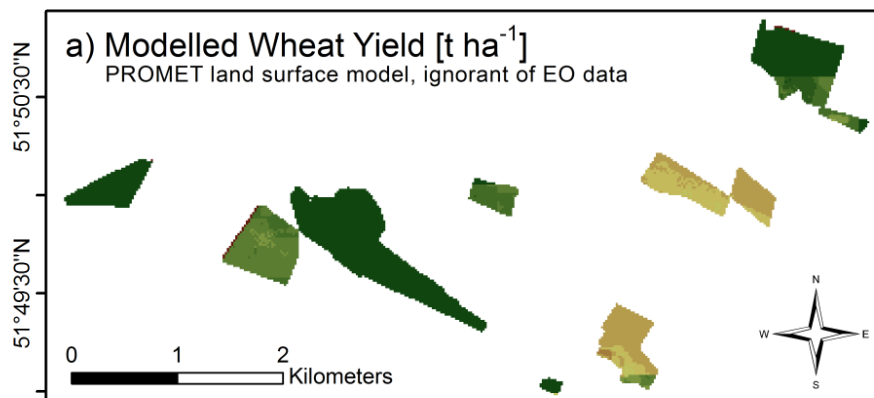 a) Modelled Wheat Yield [t ha⁻¹]
PROMET land surface model, ignorant of EO data
51°50'30"N
51°49'30"N
N
W E
S
0 1 2
Kilometers